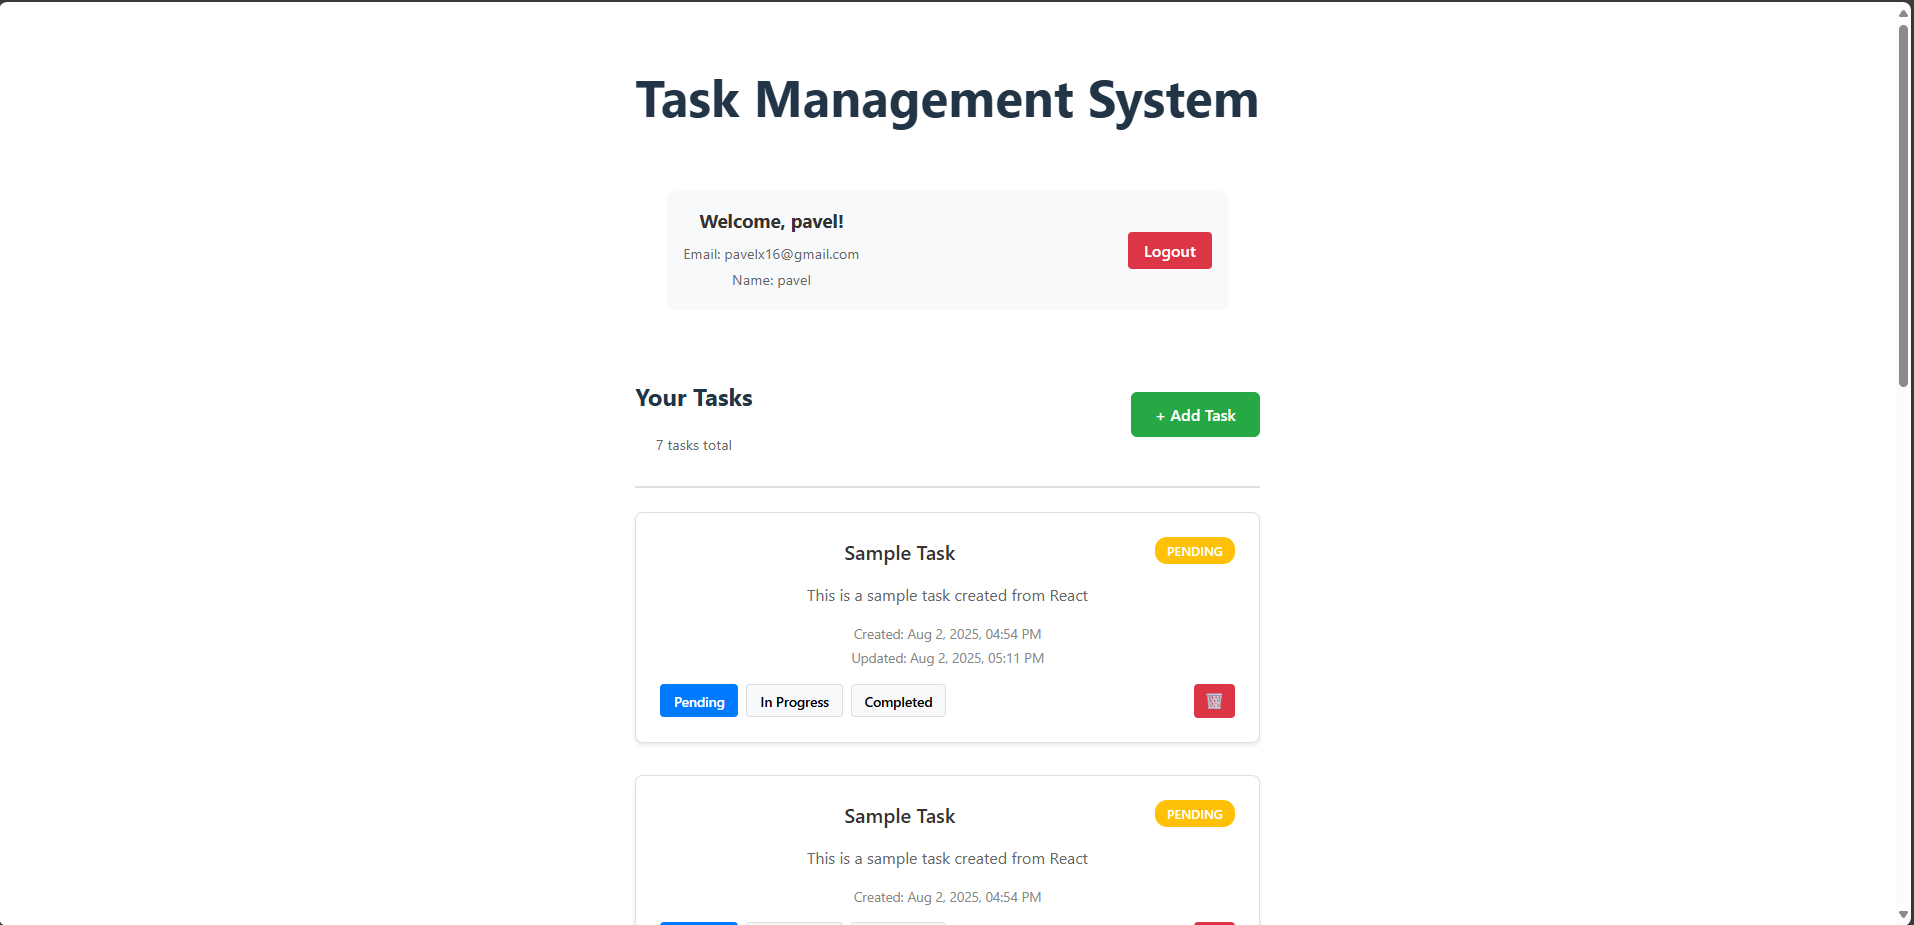 Task Management System
Welcome, pavel!
Email: pavelx16@gmail.com
Name: pavel
Logout
Your Tasks
7 tasks total
+ Add Task
Sample Task
PENDING
This is a sample task created from React
Created: Aug 2, 2025, 04:54 PM
Updated: Aug 2, 2025, 05:11 PM
Pending In Progress Completed
Sample Task
PENDING
This is a sample task created from React
Created: Aug 2, 2025, 04:54 PM